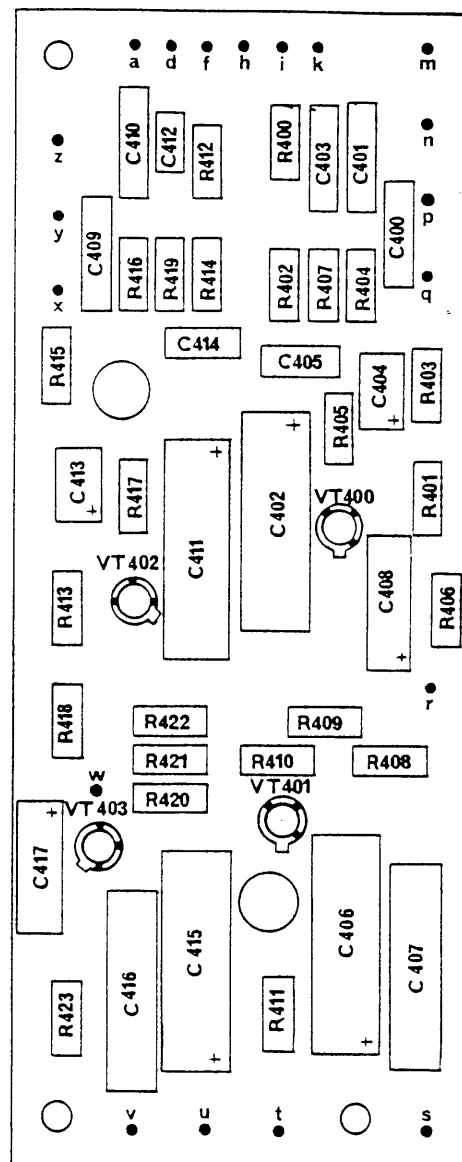 a d f h i k m
z C410 C412 R412 R400 C403 C401 n
y C409 C400 p
x R416 R419 R414 R402 R407 R404 q
R415 C414 C405 C404 + R403
R405
C413 + R417 + C411 + C402 VT400 R401
VT402
R413 C408 + R406
R418 r
R422 R409
R421 R410 R408
w R420 VT401
VT403
+ C417 C415 C406 C407
C416
R423 + R411 +
v u t s